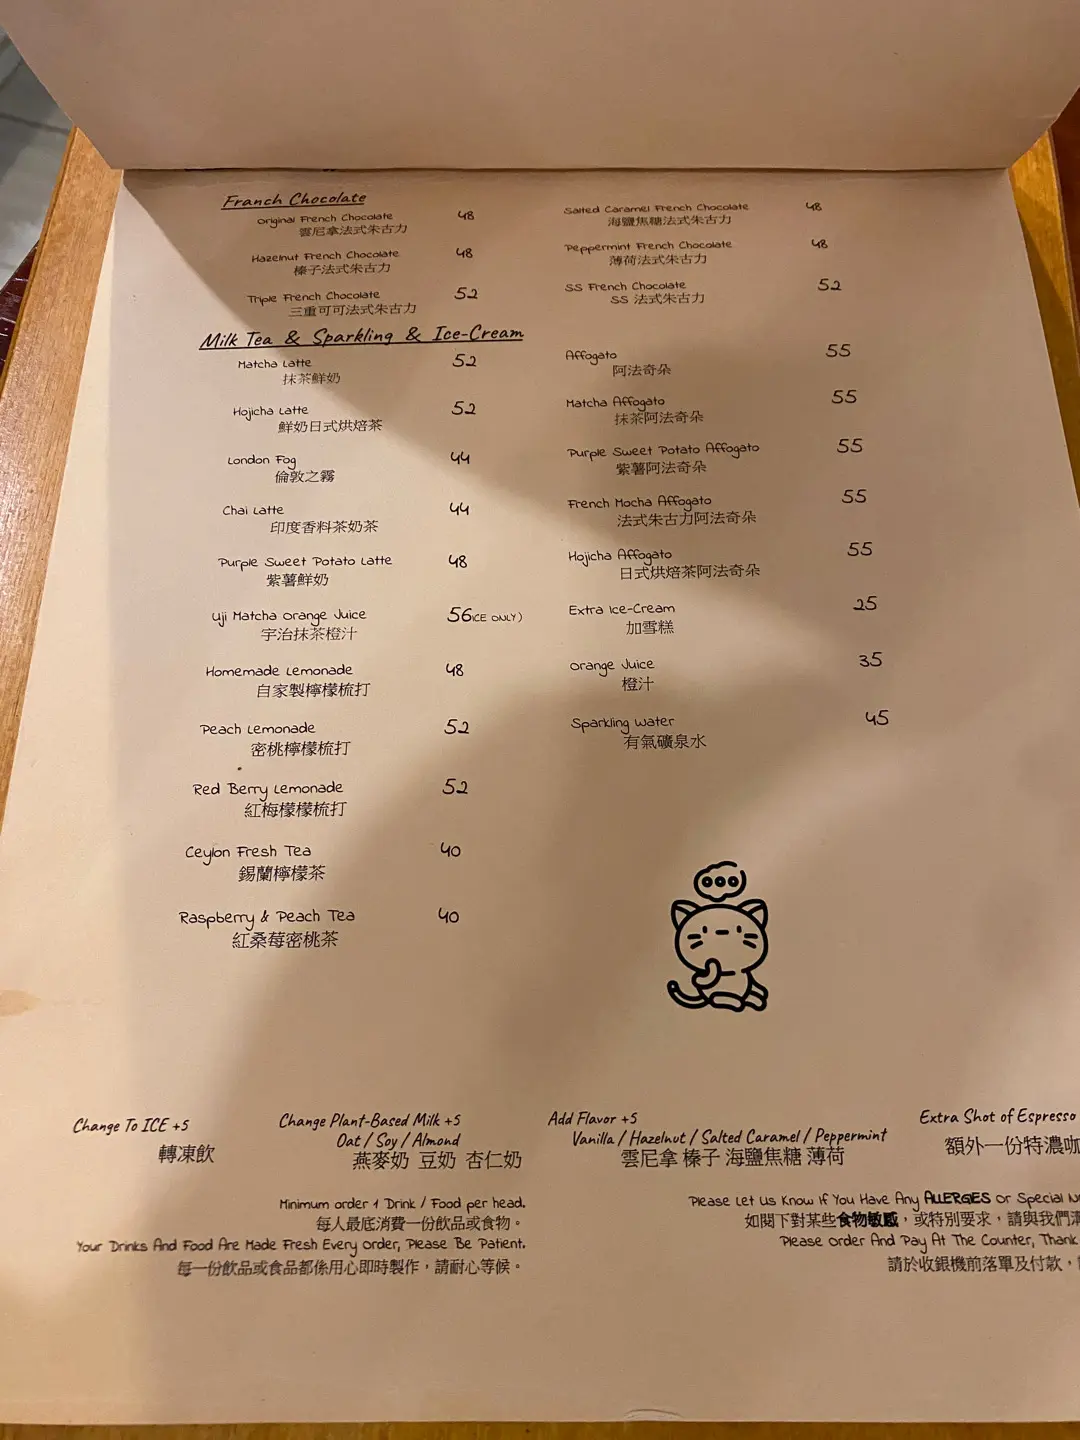 Franch Chocolate
Original French Chocolate 48
雲尼拿法式朱古力
Hazelnut French Chocolate 48
榛子法式朱古力
Triple French Chocolate 52
三重可可法式朱古力
Salted Caramel French Chocolate 48
海鹽焦糖法式朱古力
Peppermint French Chocolate 48
薄荷法式朱古力
SS French Chocolate 52
SS 法式朱古力
Milk Tea & Sparkling & Ice-Cream
Matcha Latte 52
抹茶鮮奶
Hojicha Latte 52
鮮奶日式烘焙茶
London Fog 44
倫敦之霧
Chai Latte 44
印度香料茶奶茶
Purple Sweet Potato Latte 48
紫薯鮮奶
Uji Matcha Orange Juice 56ICE ONLY)
宇治抹茶橙汁
Homemade Lemonade 48
自家製檸檬梳打
Peach Lemonade 52
密桃檸檬梳打
Red Berry Lemonade 52
紅梅檬檬梳打
Ceylon Fresh Tea 40
錫蘭檸檬茶
Raspberry & Peach Tea 40
紅桑莓密桃茶
Affogato 55
阿法奇朵
Matcha Affogato 55
抹茶阿法奇朵
Purple Sweet Potato Affogato 55
紫薯阿法奇朵
French Mocha Affogato 55
法式朱古力阿法奇朵
Hojicha Affogato 55
日式烘焙茶阿法奇朵
Extra Ice-Cream 25
加雪糕
Orange Juice 35
橙汁
Sparkling Water 45
有氣礦泉水
Change To ICE +5
轉凍飲
Change Plant-Based Milk +5
Oat / Soy / Almond
燕麥奶 豆奶 杏仁奶
Add Flavor +5
Vanilla / Hazelnut / Salted Caramel / Peppermint
雲尼拿 榛子 海鹽焦糖 薄荷
Extra Shot of Espresso
額外一份特濃咖
Minimum order 1 Drink / Food per head.
每人最底消費一份飲品或食物。
Your Drinks And Food Are Made Fresh Every Order, Please Be Patient.
每一份飲品或食品都係用心即時製作，請耐心等候。
Please Let Us Know If You Have Any ALLERGIES Or Special
如閣下對某些食物敏感，或特別要求，請與我們
Please Order And Pay At The Counter, Thank
請於收銀機前落單及付款，